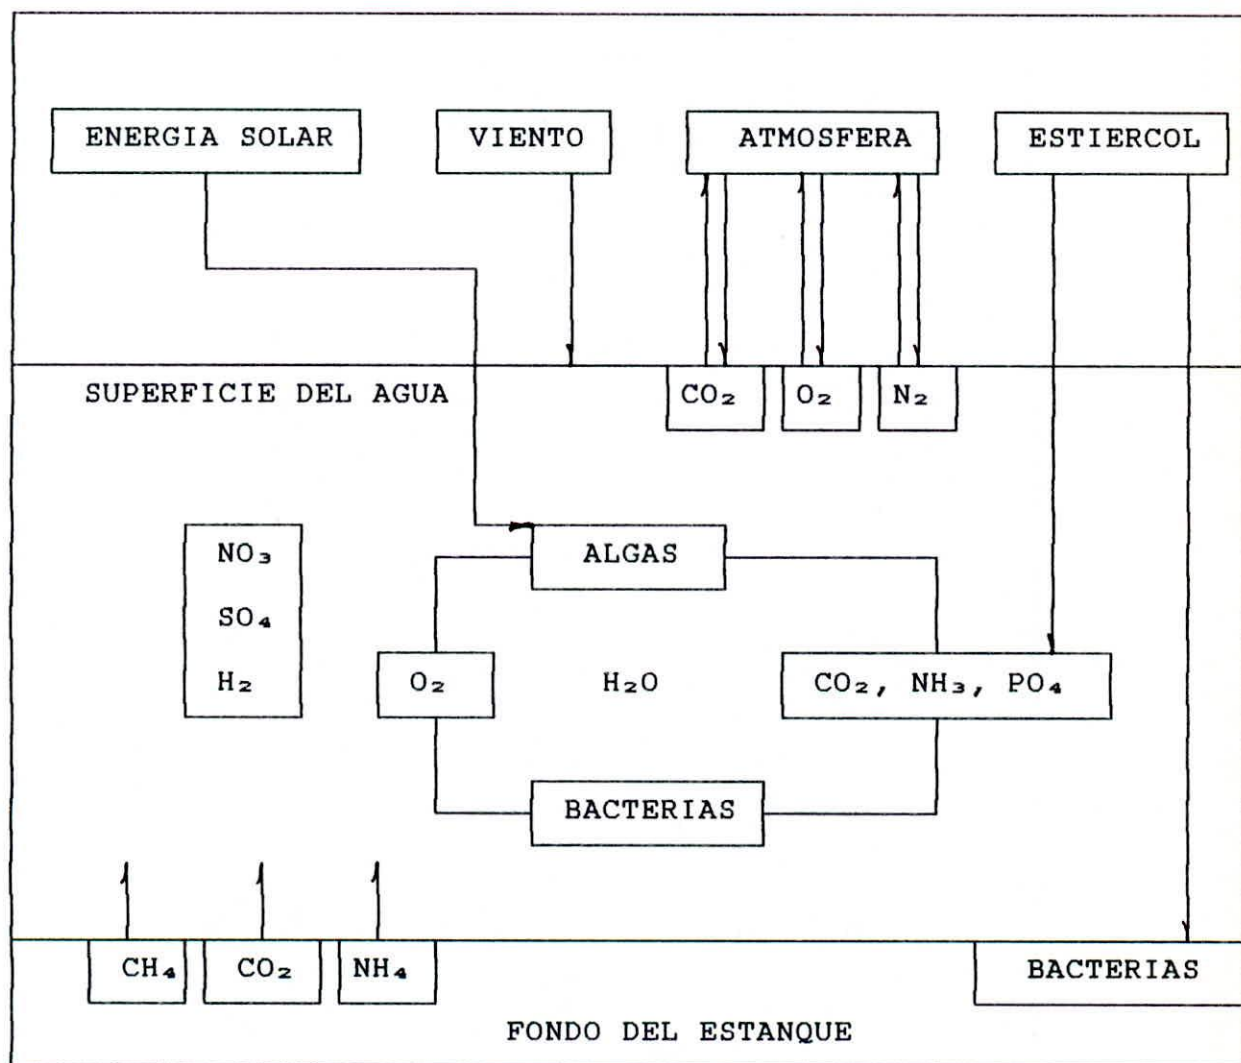 ENERGIA SOLAR VIENTO ATMOSFERA ESTIERCOL
SUPERFICIE DEL AGUA CO₂ O₂ N₂
NO₃ ALGAS
SO₄
H₂ O₂ H₂O CO₂, NH₃, PO₄
BACTERIAS
CH₄ CO₂ NH₄ BACTERIAS
FONDO DEL ESTANQUE